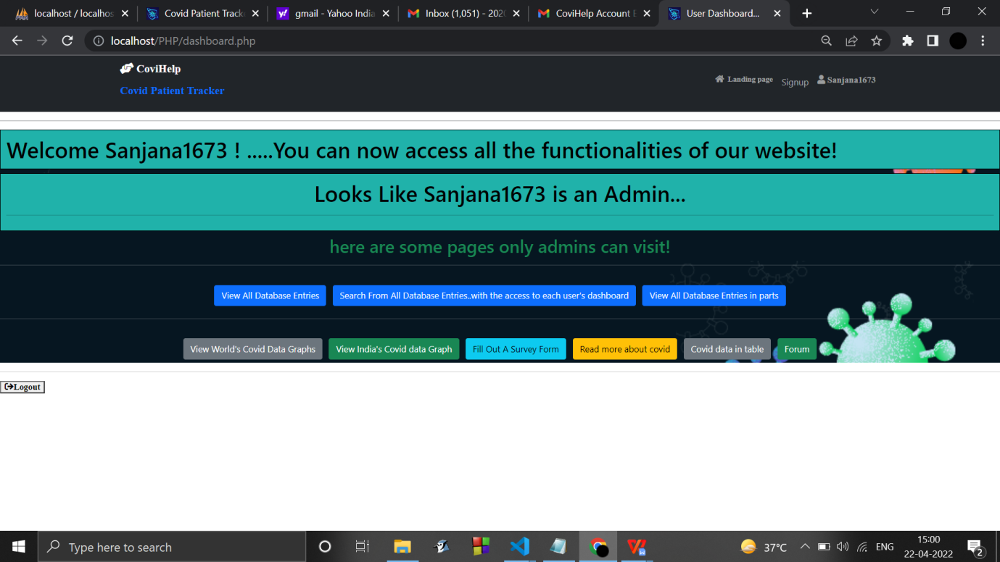 localhost / localhos
Covid Patient Track
gmail - Yahoo India
Inbox (1,051) - 202
CoviHelp Account
User Dashboard...
localhost/PHP/dashboard.php
CoviHelp
Covid Patient Tracker
Landing page
Signup
Sanjana1673
Welcome Sanjana1673 ! .....You can now access all the functionalities of our website!
Looks Like Sanjana1673 is an Admin...
here are some pages only admins can visit!
View All Database Entries
Search From All Database Entries..with the access to each user's dashboard
View All Database Entries in parts
View World's Covid Data Graphs
View India's Covid data Graph
Fill Out A Survey Form
Read more about covid
Covid data in table
Forum
Logout
Type here to search
37°C
ENG
15:00
22-04-2022
2